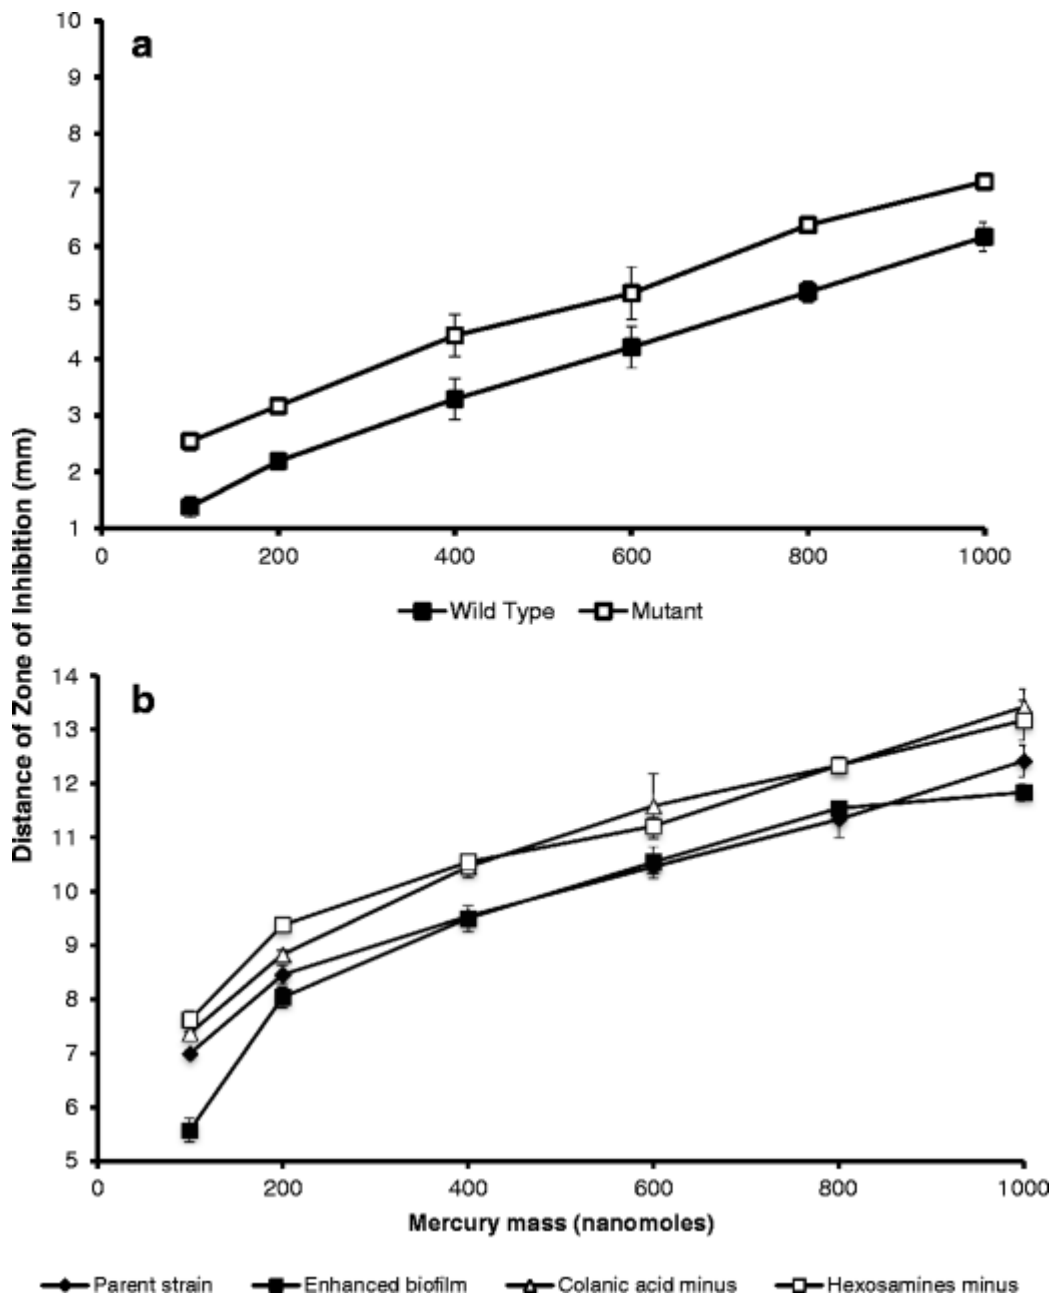 Distance of Zone of Inhibition (mm)
a
10
9
8
7
6
5
4
3
2
1
0 200 400 600 800 1000
Wild Type Mutant
b
14
13
12
11
10
9
8
7
6
5
0 200 400 600 800 1000
Mercury mass (nanomoles)
Parent strain Enhanced biofilm Colanic acid minus Hexosamines minus